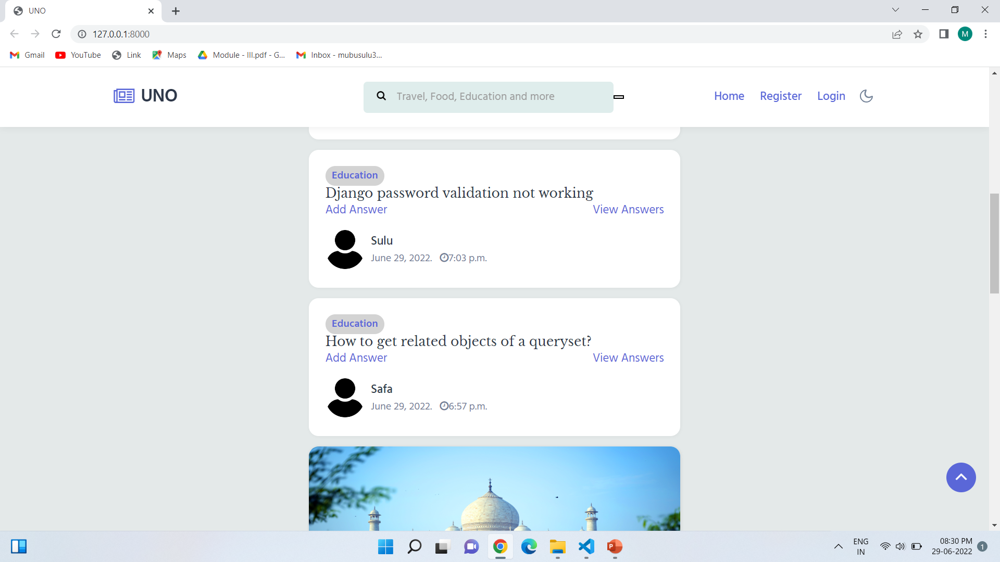 UNO
127.0.0.1:8000
M
Gmail
YouTube
Link
Maps
Module - III.pdf - G...
Inbox - mubusulu3...
UNO
Travel, Food, Education and more
Home
Register
Login
Education
Django password validation not working
Add Answer
View Answers
Sulu
June 29, 2022. 7:03 p.m.
Education
How to get related objects of a queryset?
Add Answer
View Answers
Safa
June 29, 2022. 6:57 p.m.
ENG
IN
08:30 PM
29-06-2022
1